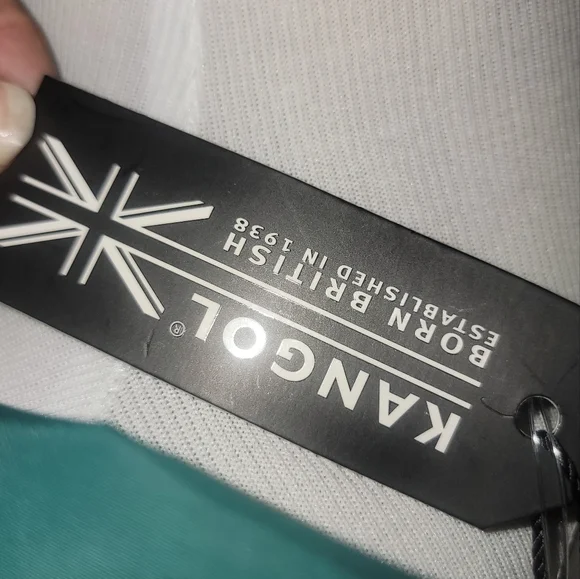 KANGOL®
BORN BRITISH
ESTABLISHED IN 1938